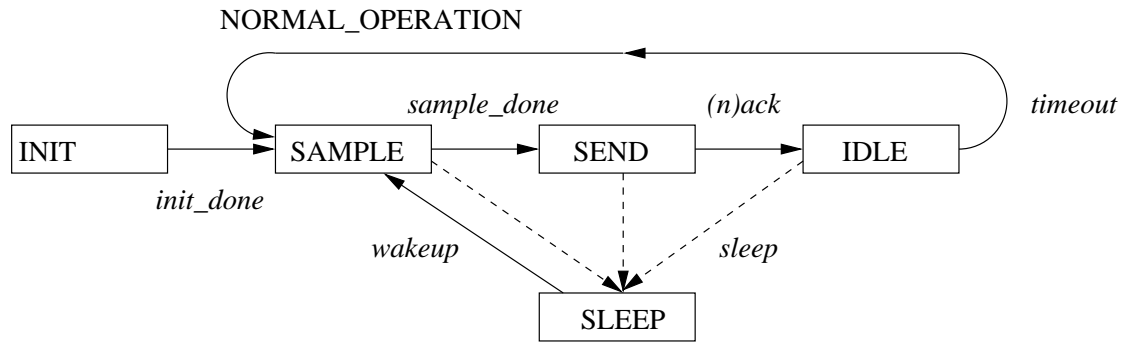 NORMAL_OPERATION
sample_done
(n)ack
timeout
INIT
SAMPLE
SEND
IDLE
init_done
wakeup
sleep
SLEEP